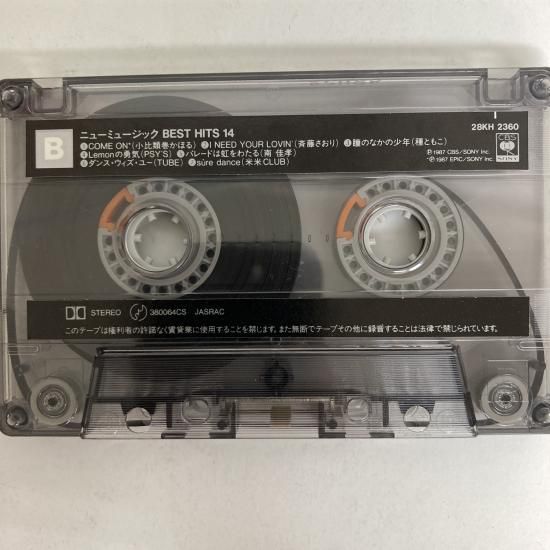 B
ニューミュージック BEST HITS 14
28KH 2360
❶COME ON*(小比類巻かほる) ❷I NEED YOUR LOVIN'(斉藤さおり) ❸瞳のなかの少年(種ともこ)
❹Lemonの勇気(PSY'S) ❺パレードは虹をわたる(南 佳孝)
❻ダンス・ウィズ・ユー(TUBE) ❼sûre dance(米米CLUB)
℗1987 CBS/SONY Inc.
℗1987 EPIC/SONY Inc.
CBS
SONY
STEREO 380064CS JASRAC
このテープは権利者の許諾なく賃貸業に使用することを禁じます。また無断でテープその他に録音することは法律で禁じられています。